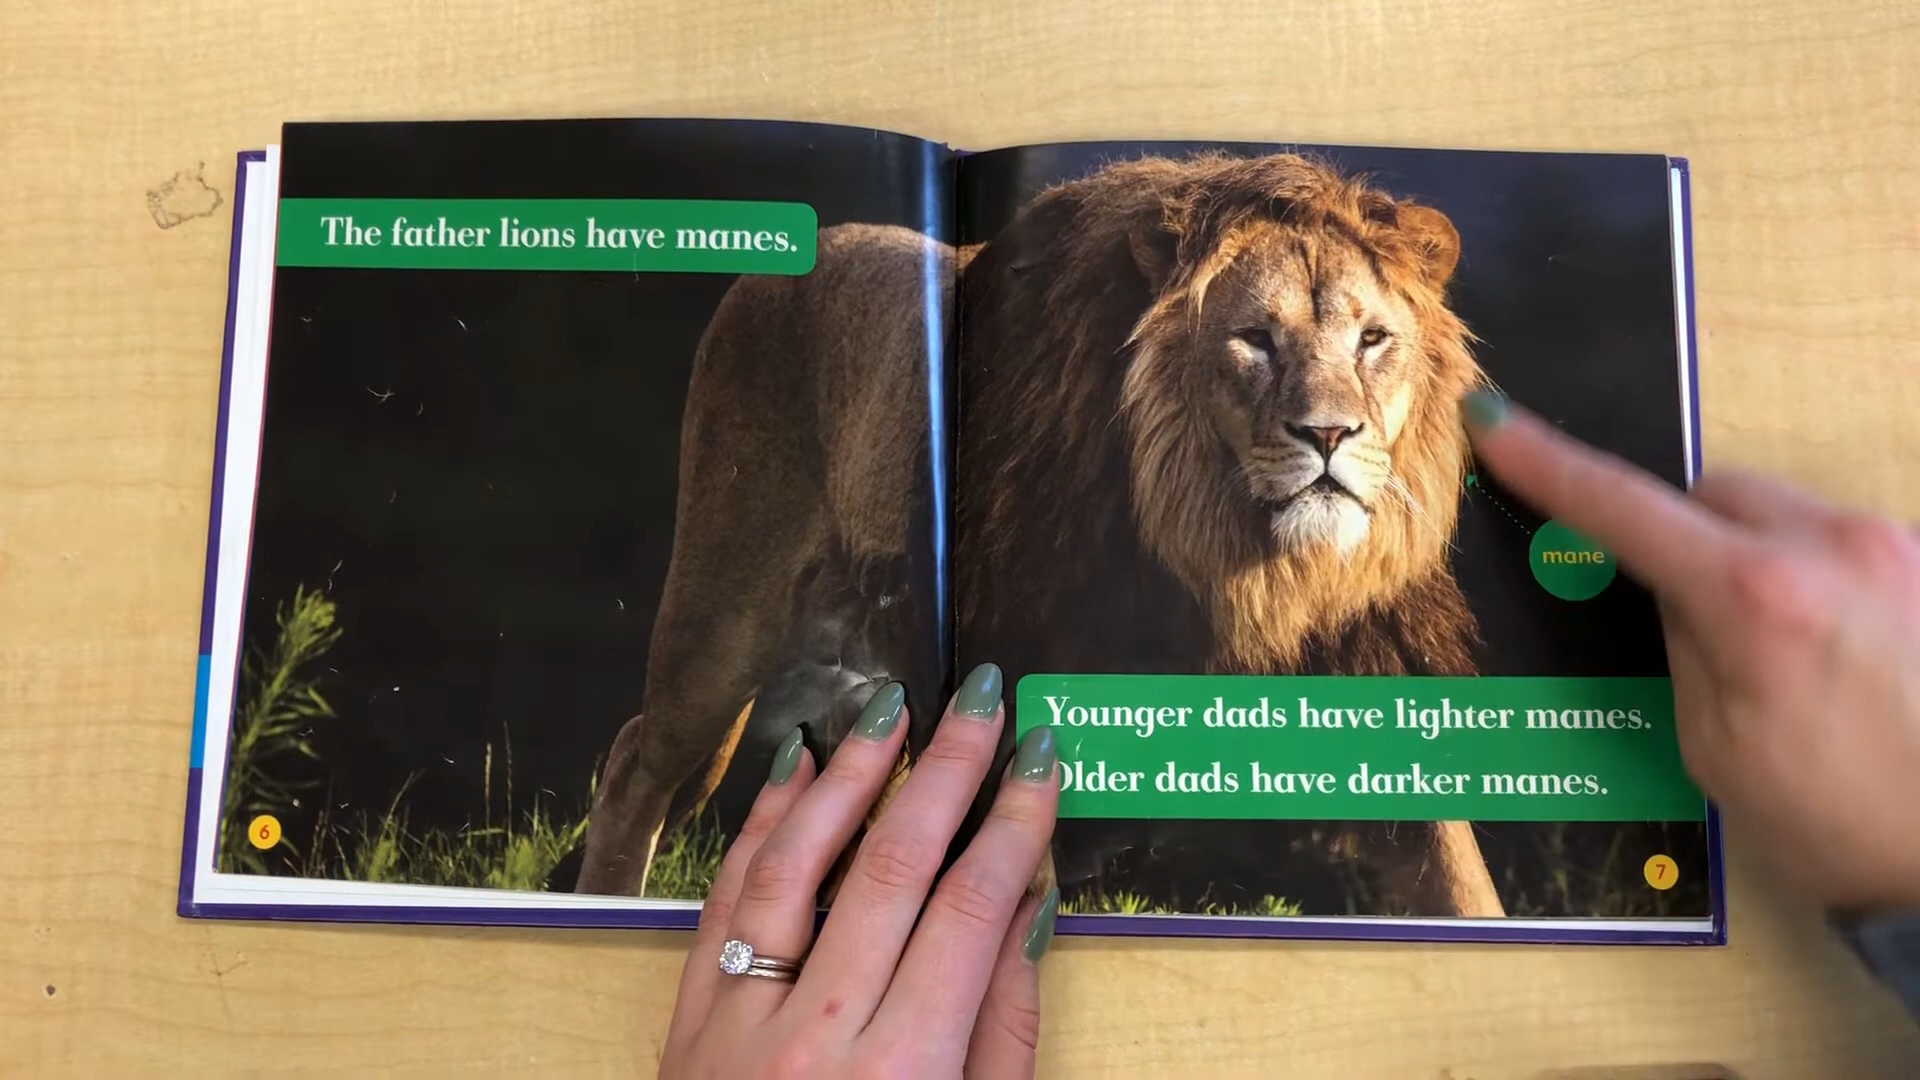 The father lions have manes.
mane
Younger dads have lighter manes.
Older dads have darker manes.
6
7